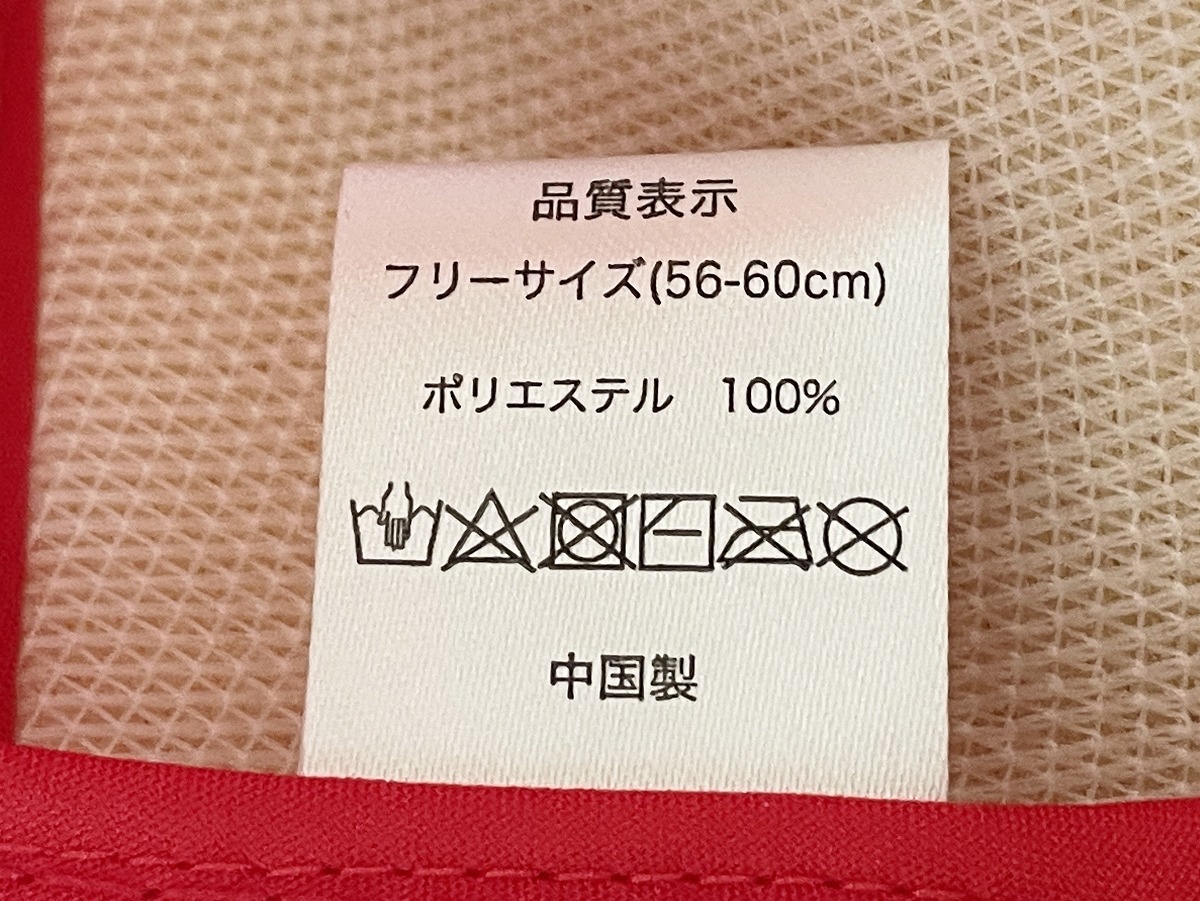 品質表示
フリーサイズ(56-60cm)
ポリエステル　100%
中国製